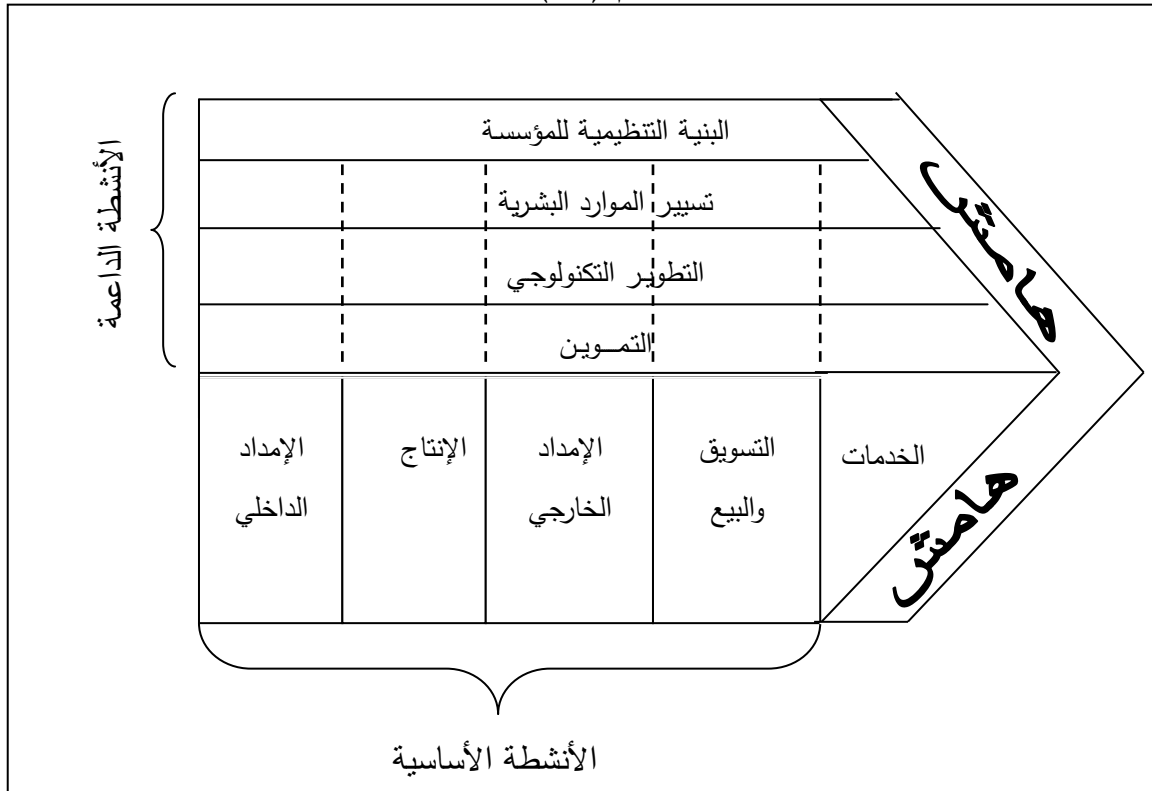 البنية التنظيمية للمؤسسة
تسيير الموارد البشرية
التطوير التكنولوجي
التمــوين
الأنشطة الداعمة
هامش
الإمداد
الداخلي
الإنتاج
الإمداد
الخارجي
التسويق
والبيع
الخدمات
هامش
الأنشطة الأساسية